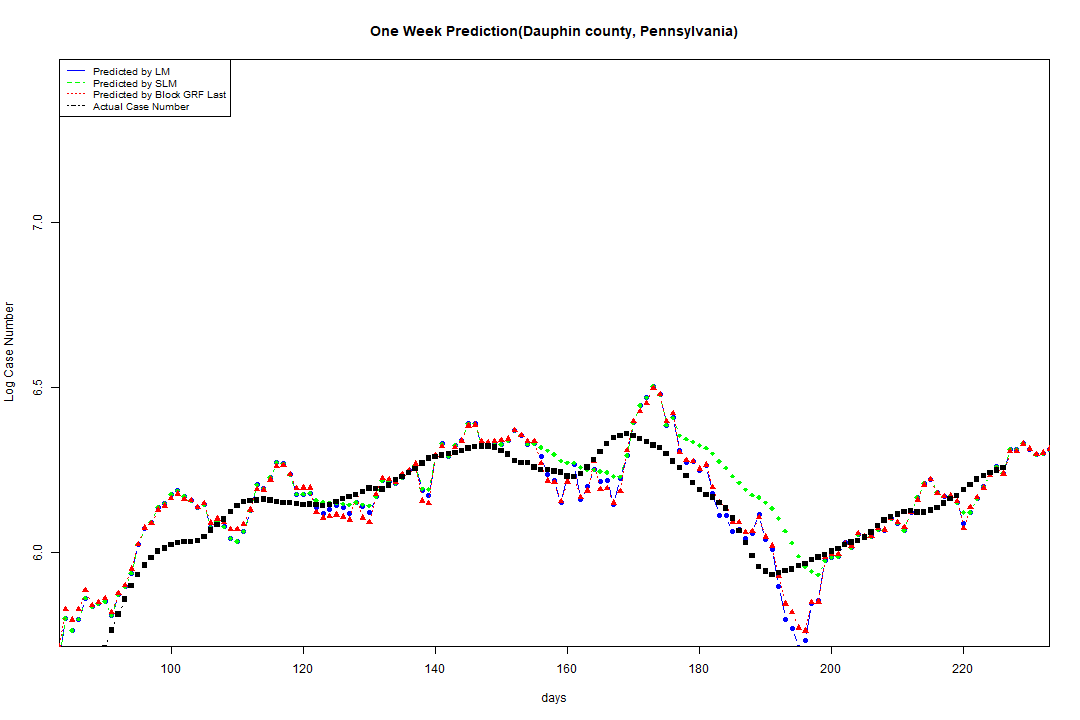 One Week Prediction(Dauphin county, Pennsylvania)
Predicted by LM
Predicted by SLM
Predicted by Block GRF Last
Actual Case Number
7.0
6.5
6.0
Log Case Number
100 120 140 160 180 200 220
days